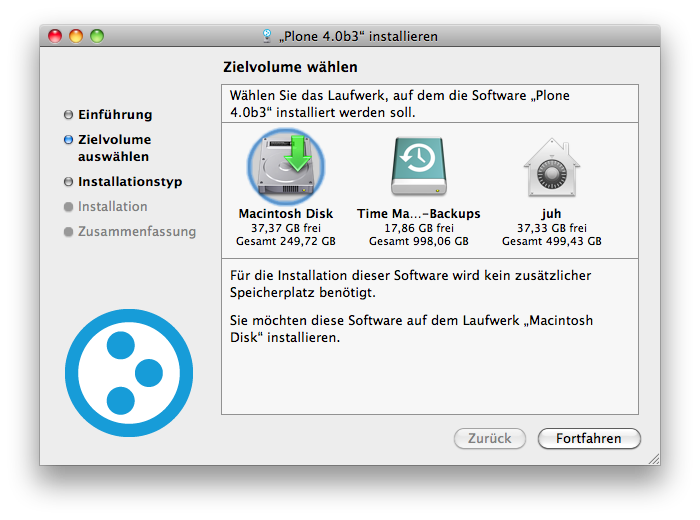 „Plone 4.0b3“ installieren
Zielvolume wählen
Einführung
Zielvolume
auswählen
Installationstyp
Installation
Zusammenfassung
Wählen Sie das Laufwerk, auf dem die Software „Plone
4.0b3“ installiert werden soll.
Macintosh Disk
37,37 GB frei
Gesamt 249,72 GB
Time Ma...-Backups
17,86 GB frei
Gesamt 998,06 GB
juh
37,33 GB frei
Gesamt 499,43 GB
Für die Installation dieser Software wird kein zusätzlicher
Speicherplatz benötigt.
Sie möchten diese Software auf dem Laufwerk „Macintosh
Disk“ installieren.
Zurück
Fortfahren